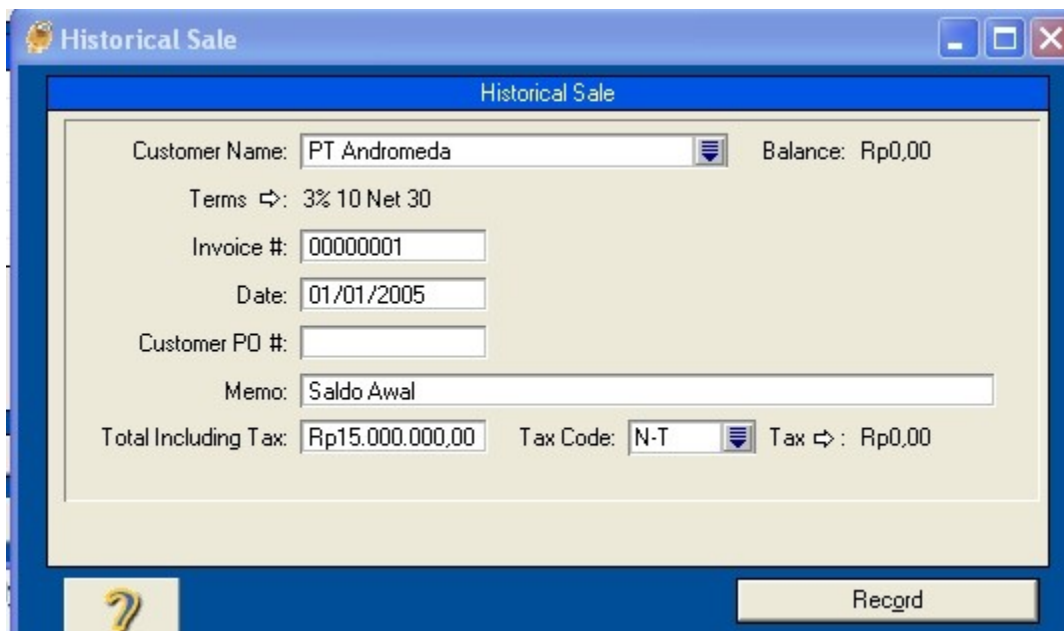 Historical Sale
Historical Sale
Customer Name: PT Andromeda Balance: Rp0,00
Terms ⇨: 3% 10 Net 30
Invoice #: 00000001
Date: 01/01/2005
Customer PO #:
Memo: Saldo Awal
Total Including Tax: Rp15.000.000,00 Tax Code: N-T Tax ⇨: Rp0,00
?
Record